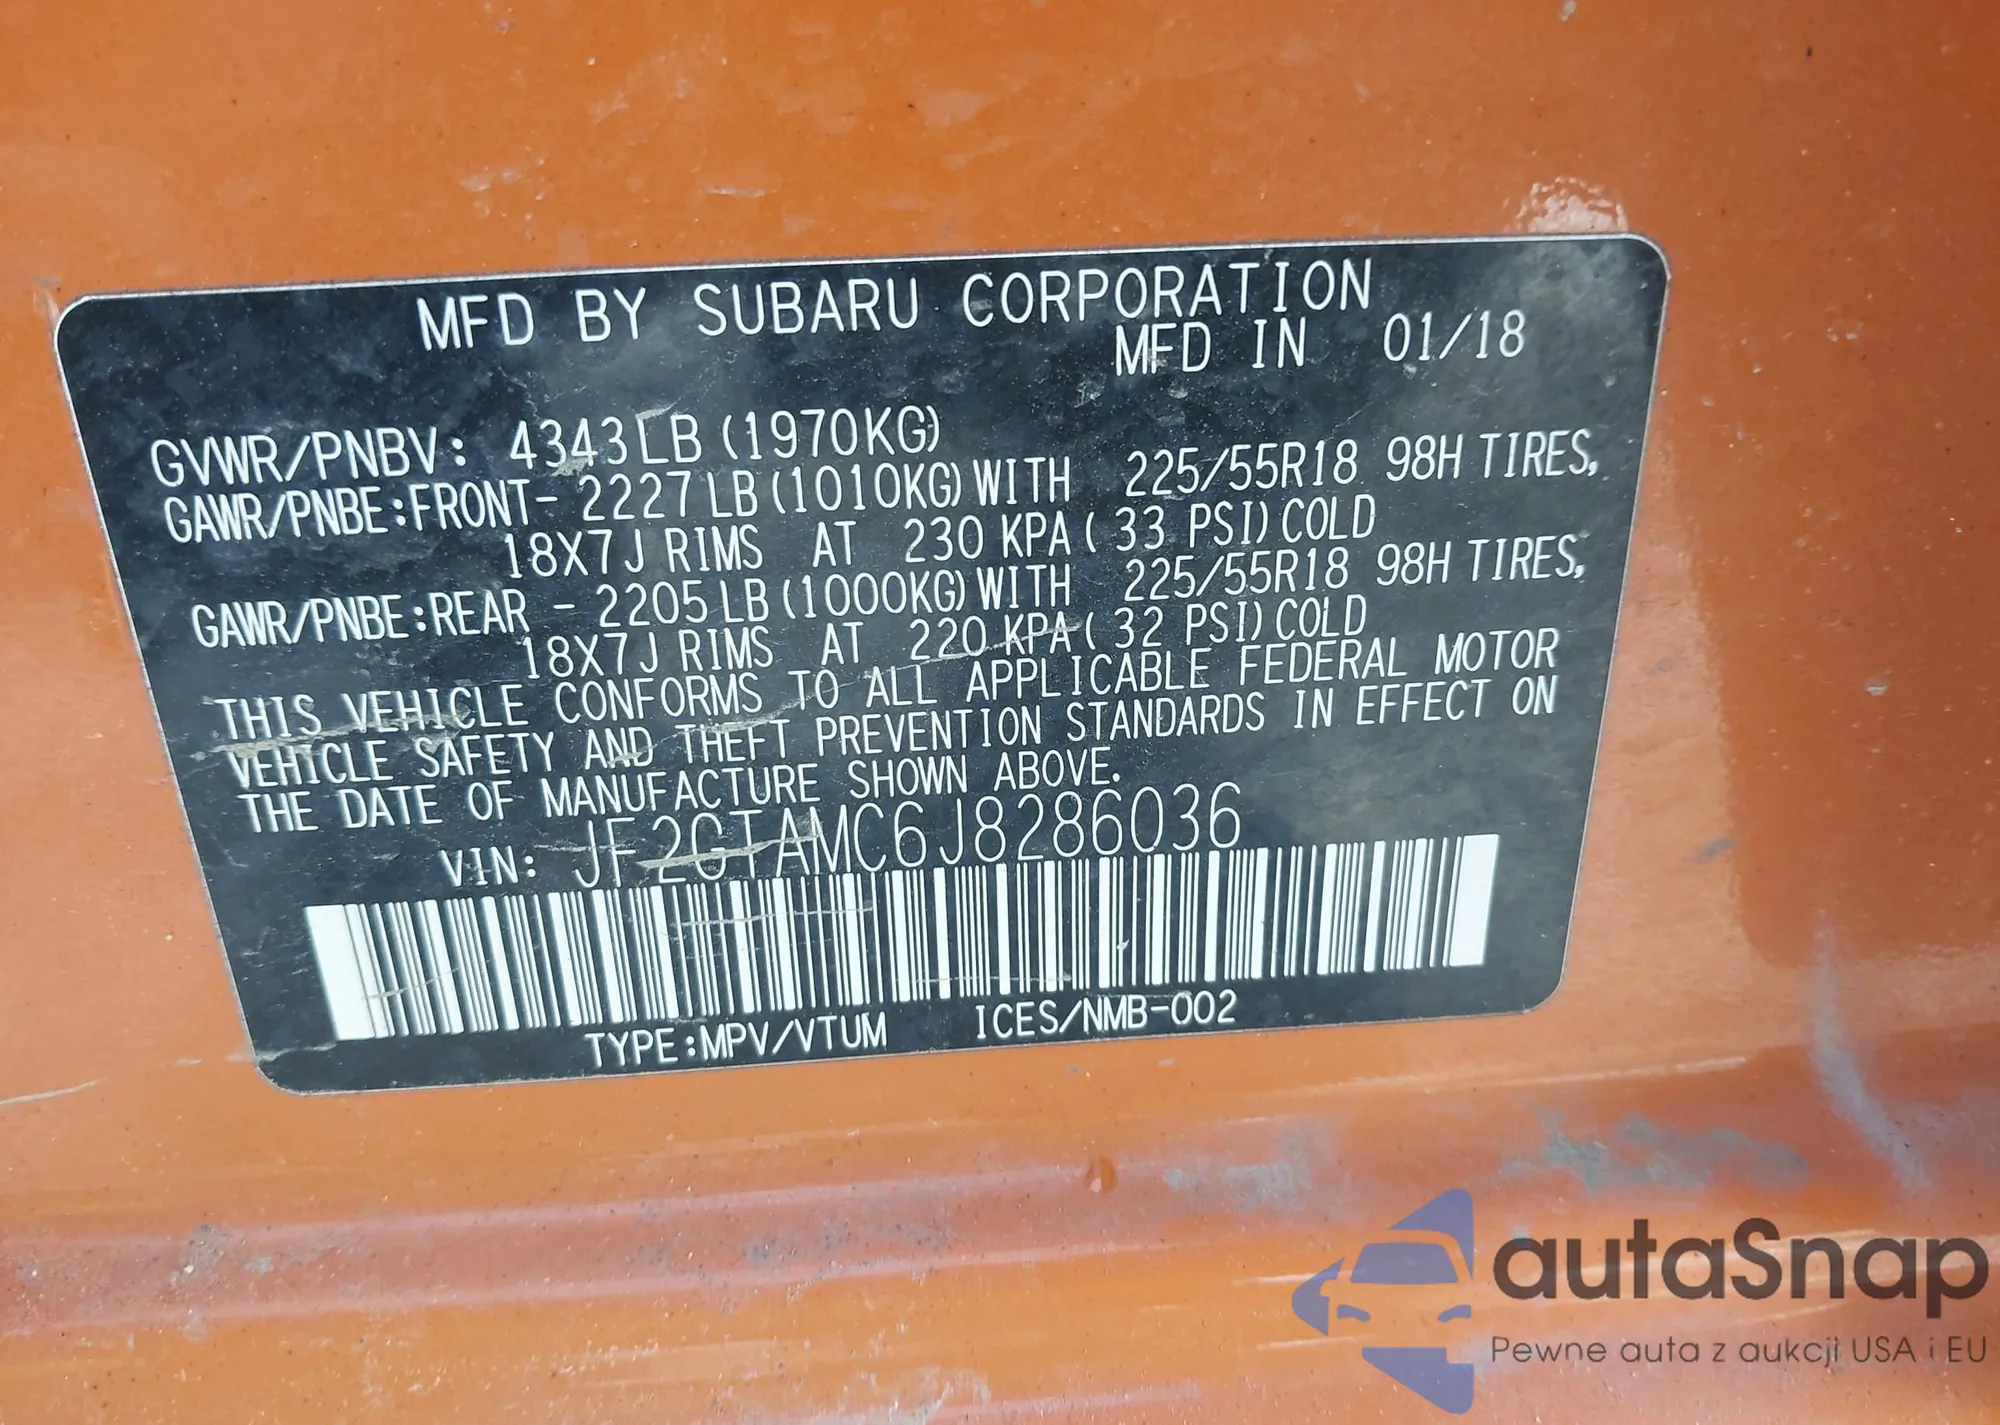 MFD BY SUBARU CORPORATION
MFD IN 01/18
GVWR/PNBV: 4343LB (1970KG)
GAWR/PNBE:FRONT- 2227LB (1010KG) WITH 225/55R18 98H TIRES,
18X7J RIMS AT 230 KPA ( 33 PSI) COLD
GAWR/PNBE:REAR - 2205LB (1000KG) WITH 225/55R18 98H TIRES,
18X7J RIMS AT 220 KPA ( 32 PSI) COLD
THIS VEHICLE CONFORMS TO ALL APPLICABLE FEDERAL MOTOR
VEHICLE SAFETY AND THEFT PREVENTION STANDARDS IN EFFECT ON
THE DATE OF MANUFACTURE SHOWN ABOVE.
VIN: JF2GTAMC6J8286036
TYPE:MPV/VTUM ICES/NMB-002
autaSnap
Pewne auta z aukcji USA i EU